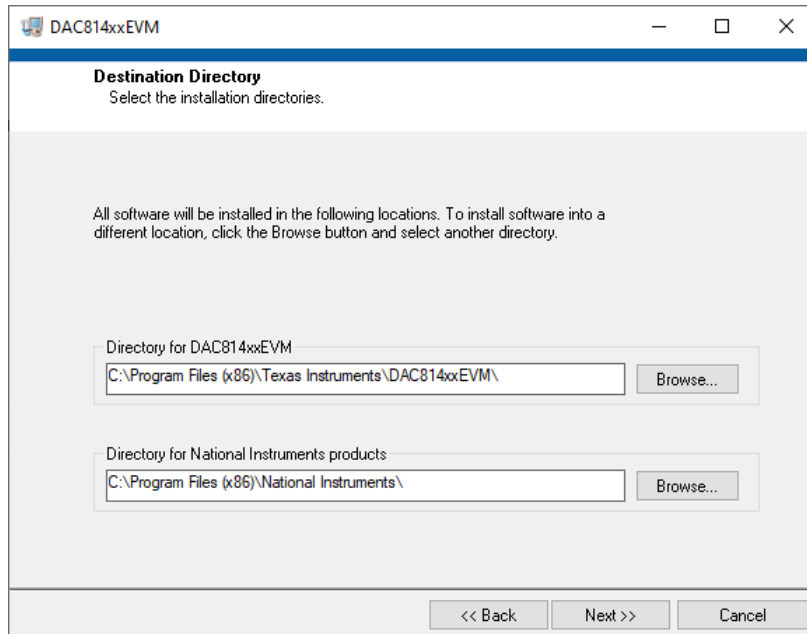 DAC814xxEVM
Destination Directory
Select the installation directories.
All software will be installed in the following locations. To install software into a
different location, click the Browse button and select another directory.
Directory for DAC814xxEVM
C:\Program Files (x86)\Texas Instruments\DAC814xxEVM\
Browse...
Directory for National Instruments products
C:\Program Files (x86)\National Instruments\
Browse...
<< Back
Next >>
Cancel